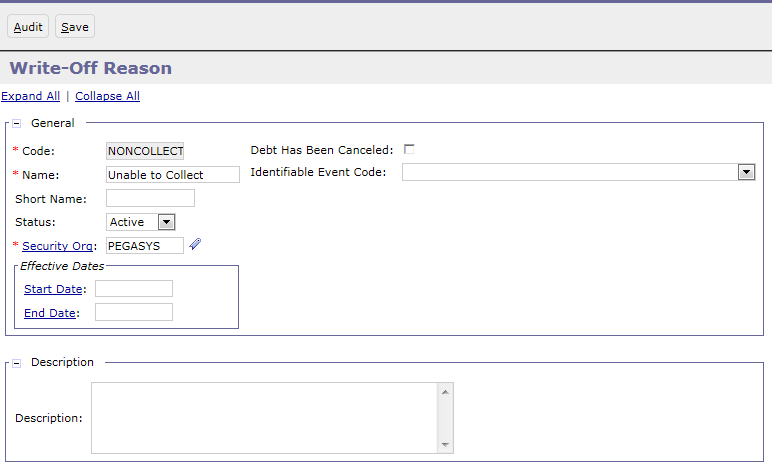 Audit Save
Write-Off Reason
Expand All | Collapse All
General
* Code: NONCOLLECT Debt Has Been Canceled:
* Name: Unable to Collect Identifiable Event Code:
Short Name:
Status: Active
* Security Org: PEGASYS
Effective Dates
Start Date:
End Date:
Description
Description: